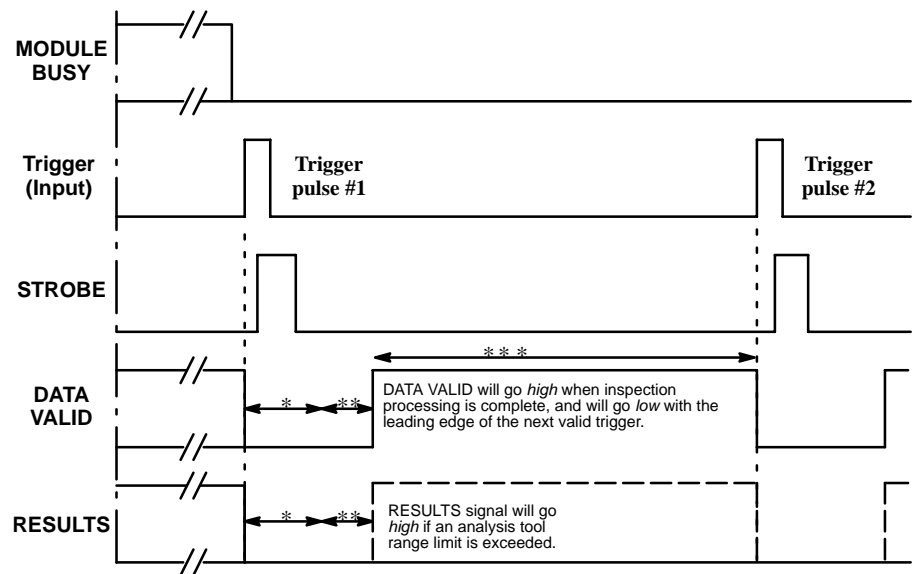 MODULE
BUSY
Trigger
(Input)
Trigger
pulse #1
Trigger
pulse #2
STROBE
***
DATA
VALID
*
**
DATA VALID will go high when inspection
processing is complete, and will go low with the
leading edge of the next valid trigger.
RESULTS
*
**
RESULTS signal will go
high if an analysis tool
range limit is exceeded.